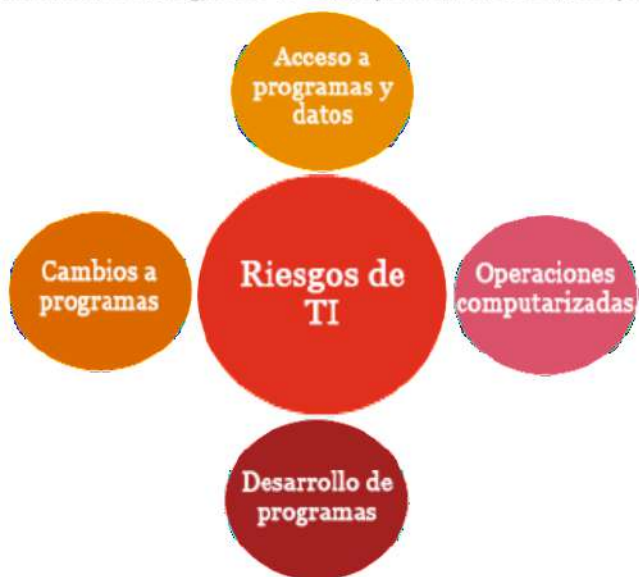 Acceso a
programas y
datos
Cambios a
programas
Riesgos de
TI
Operaciones
computarizadas
Desarrollo de
programas